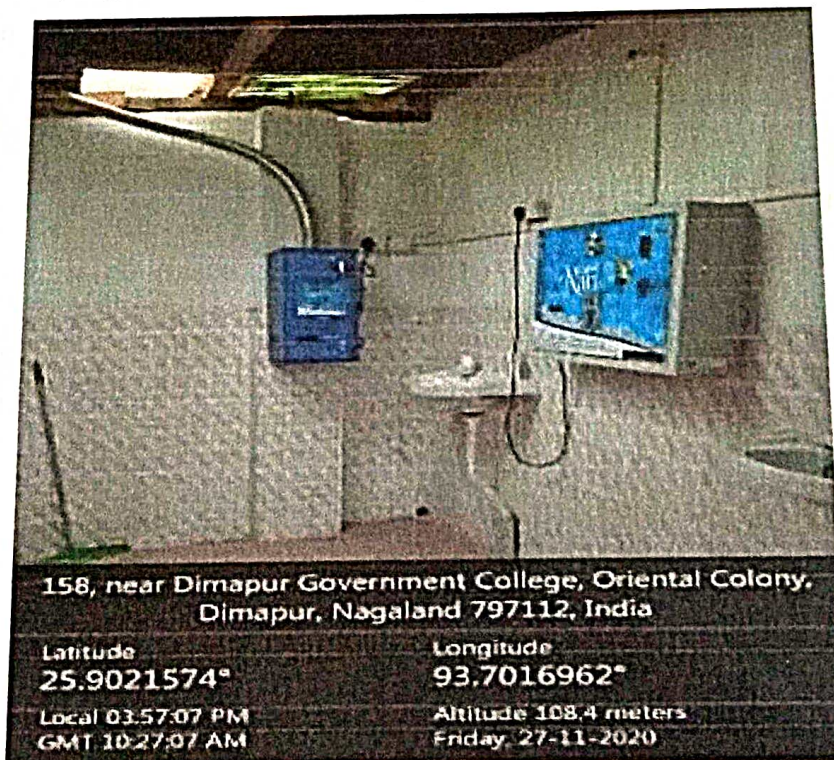 158, near Dimapur Government College, Oriental Colony,
Dimapur, Nagaland 797112, India
Latitude
25.9021574°
Longitude
93.7016962°
Local 03:57:07 PM
GMT 10:27:07 AM
Altitude 108.4 meters
Friday, 27-11-2020